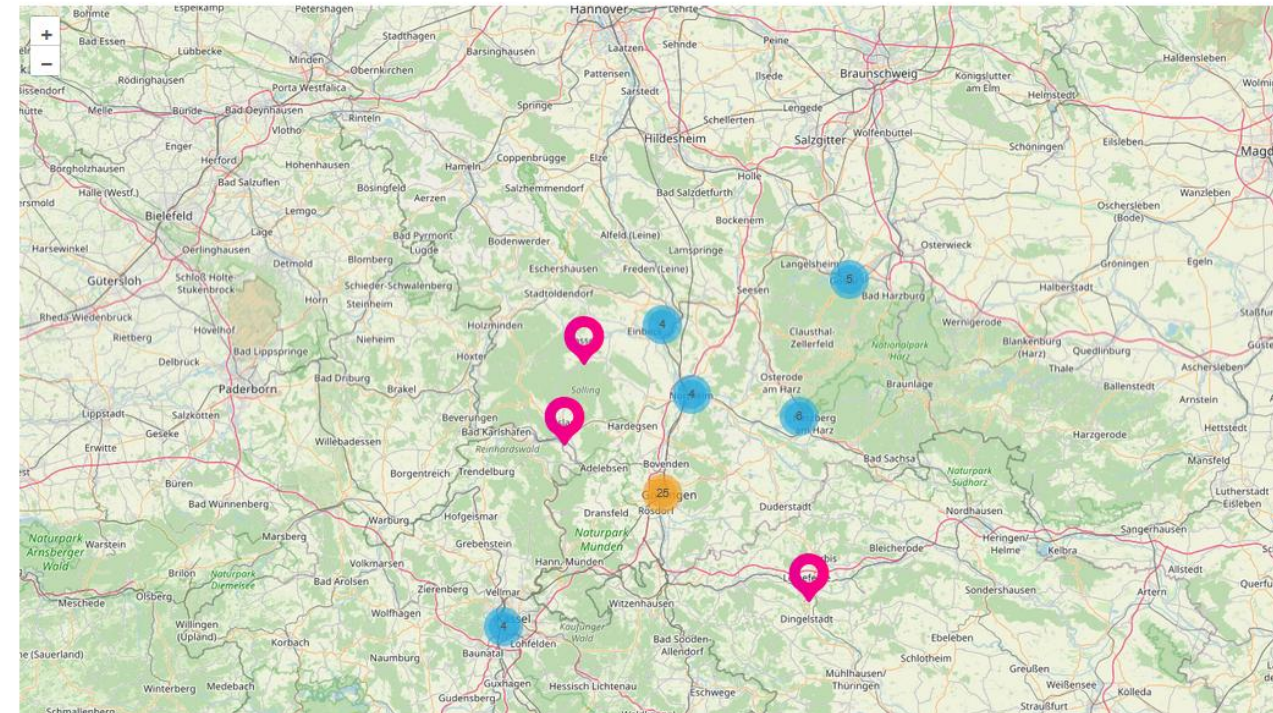 Bohmte
Espelkamp
Petershagen
Hannover
Lehrte
+
Bad Essen
Lübbecke
Stadthagen
Barsinghausen
Laatzen
Sehnde
Peine
Braunschweig
Haldensleben
−
Minden
Obernkirchen
Pattensen
Ilsede
Königslutter
am Elm
Rödinghausen
Porta Westfalica
Sarstedt
Helmstedt
Melle
Bünde
Bad Oeynhausen
Rinteln
Springe
Lengede
Vlotho
Schellerten
Hildesheim
Salzgitter
Wolfenbüttel
Enger
Herford
Hohenhausen
Hameln
Coppenbrügge
Elze
Schöningen
Eilsleben
Borgholzhausen
Bad Salzuflen
Bösingfeld
Aerzen
Salzhemmendorf
Holle
Bad Salzdetfurth
Halle (Westf.)
Wanzleben
Bielefeld
Lemgo
Bockenem
Oschersleben
(Bode)
Lage
Bad Pyrmont
Lügde
Bodenwerder
Alfeld (Leine)
Lamspringe
Osterwieck
Harsewinkel
Oerlinghausen
Detmold
Blomberg
Eschershausen
Freden (Leine)
Langelsheim
5
Gröningen
Egeln
Gütersloh
Schloß Holte-
Stukenbrock
Horn
Schieder-Schwalenberg
Steinheim
Stadtoldendorf
Seesen
Bad Harzburg
Halberstadt
Rheda-Wiedenbrück
Hövelhof
Nieheim
Holzminden
4
Clausthal-
Zellerfeld
Wernigerode
Rietberg
Bad Lippspringe
Höxter
Nationalpark
Harz
Blankenburg
(Harz)
Quedlinburg
Delbrück
Thale
Aschersleben
Paderborn
Bad Driburg
Brakel
Solling
4
Osterode
am Harz
Braunlage
Ballenstedt
Arnstein
Lippstadt
Salzkotten
Beverungen
Bad Karlshafen
Hardegsen
6
Geseke
Erwitte
Willebadessen
Reinhardswald
Harzgerode
Hettstedt
Borgentreich
Trendelburg
Adelebsen
Bovenden
Bad Sachsa
Naturpark
Südharz
Mansfeld
Büren
25
Bad Wünnenberg
Hofgeismar
Dransfeld
Rosdorf
Duderstadt
Nordhausen
Lutherstadt
Eisleben
Warburg
Naturpark
Arnsberger
Wald
Warstein
Marsberg
Grebenstein
Naturpark
Münden
Bleicherode
Heringen/
Helme
Kelbra
Sangerhausen
Volkmarsen
Hann. Münden
Allstedt
Brilon
Naturpark
Diemelsee
Bad Arolsen
Zierenberg
Vellmar
Sondershausen
Artern
Meschede
Olsberg
Wolfhagen
Witzenhausen
Dingelstädt
4
Kaufunger
Wald
Willingen
(Upland)
Korbach
Lohfelden
Bad Sooden-
Allendorf
Ebeleben
Naumburg
Baunatal
Schlotheim
Mühlhausen/
Thüringen
Greußen
Winterberg
Medebach
Guxhagen
Hessisch Lichtenau
Eschwege
Weißensee
Kölleda
Gudensberg
Straußfurt
Schmallenberg